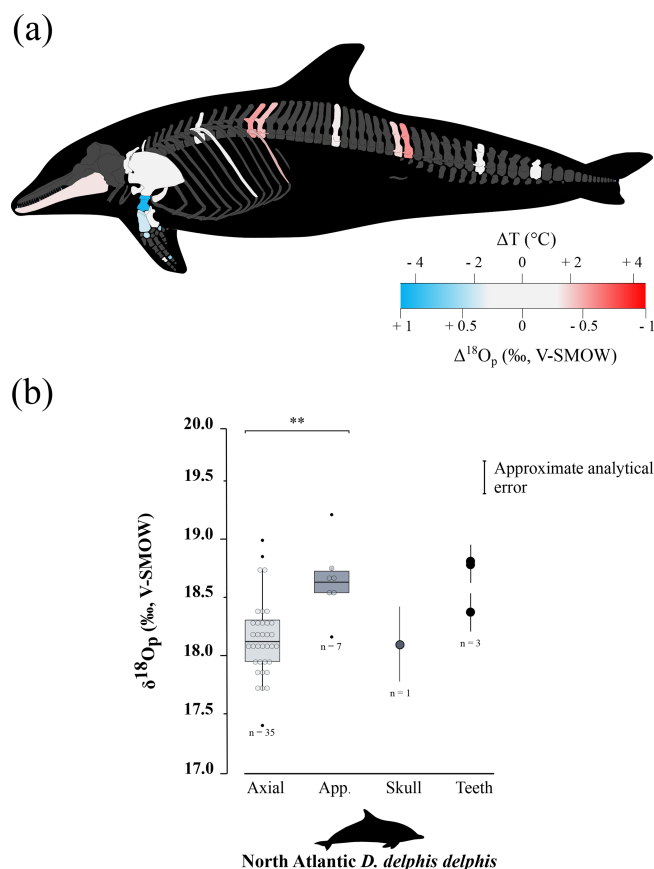 (a)
ΔT (°C)
- 4 - 2 0 + 2 + 4
+ 1 + 0.5 0 - 0.5 - 1
Δ¹⁸Oₚ (‰, V-SMOW)
(b)
20.0
19.5
19.0
18.5
18.0
17.5
17.0
δ¹⁸Oₚ (‰, V-SMOW)
**
Approximate analytical
error
n = 35
n = 7
n = 1
n = 3
Axial App. Skull Teeth
North Atlantic D. delphis delphis